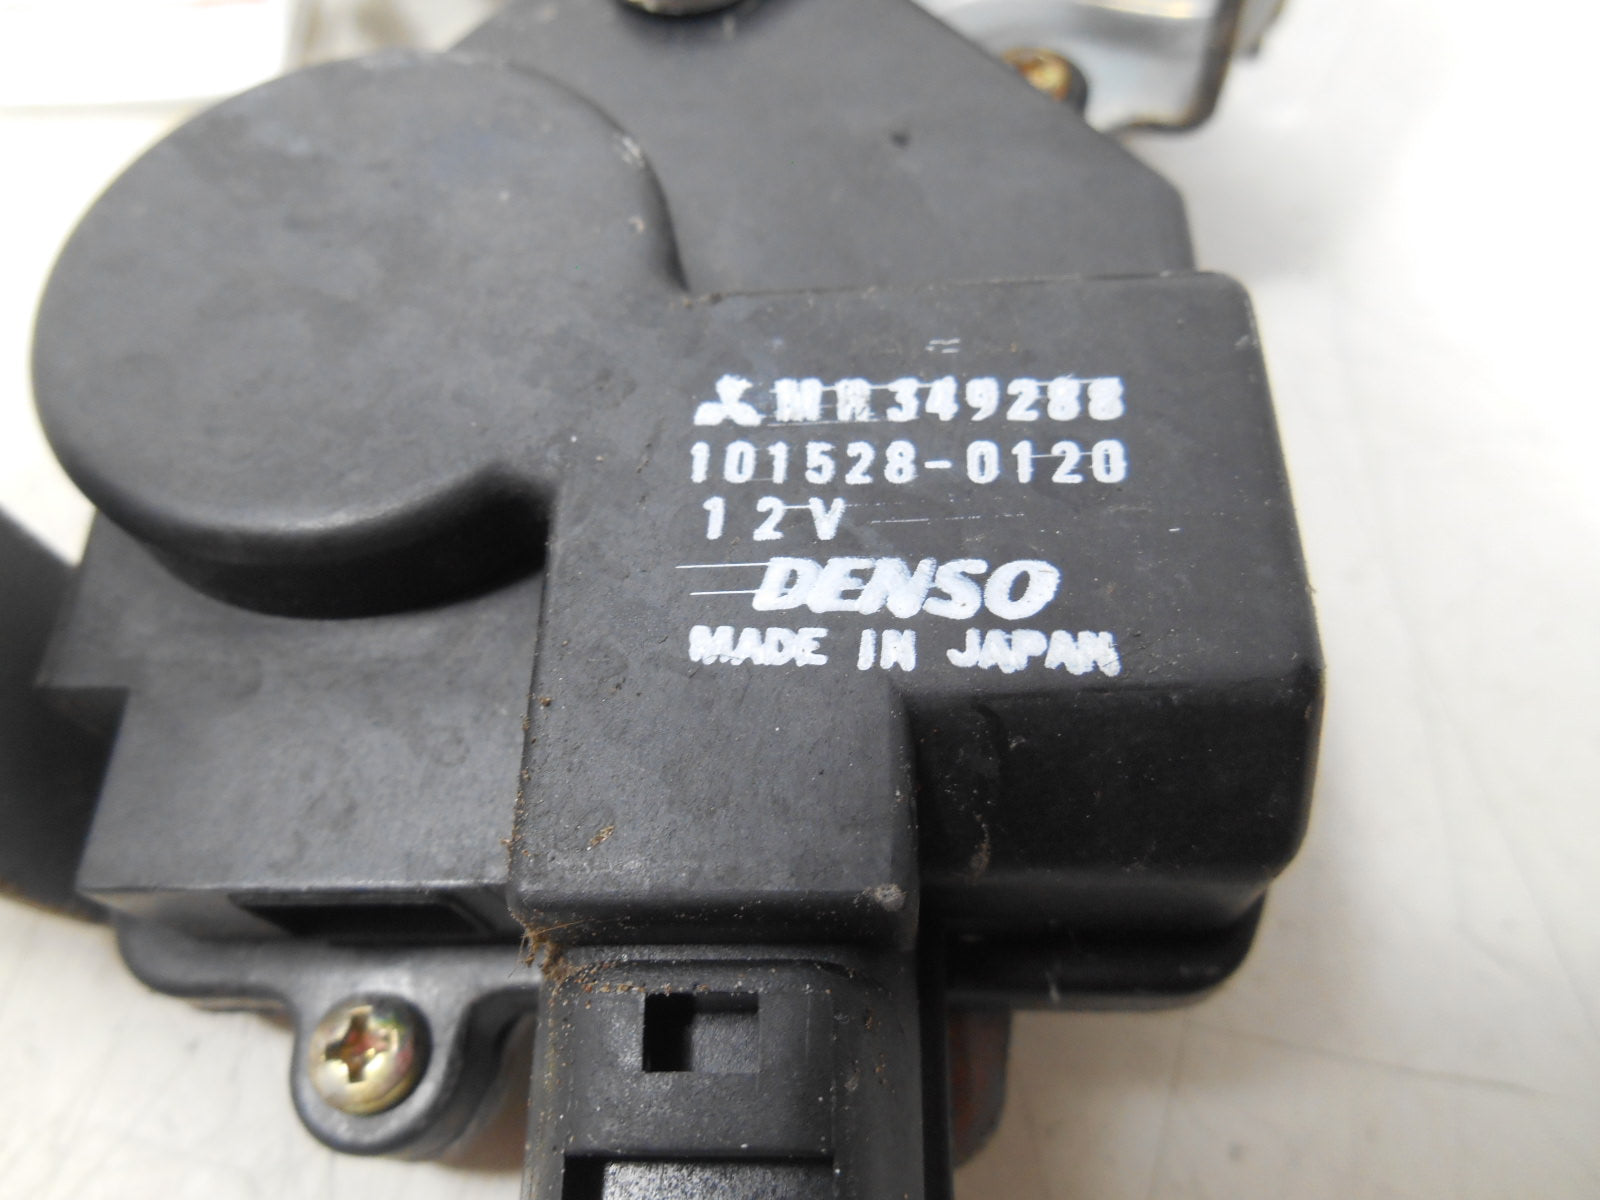 MR349288
101528-0120
12V
DENSO
MADE IN JAPAN